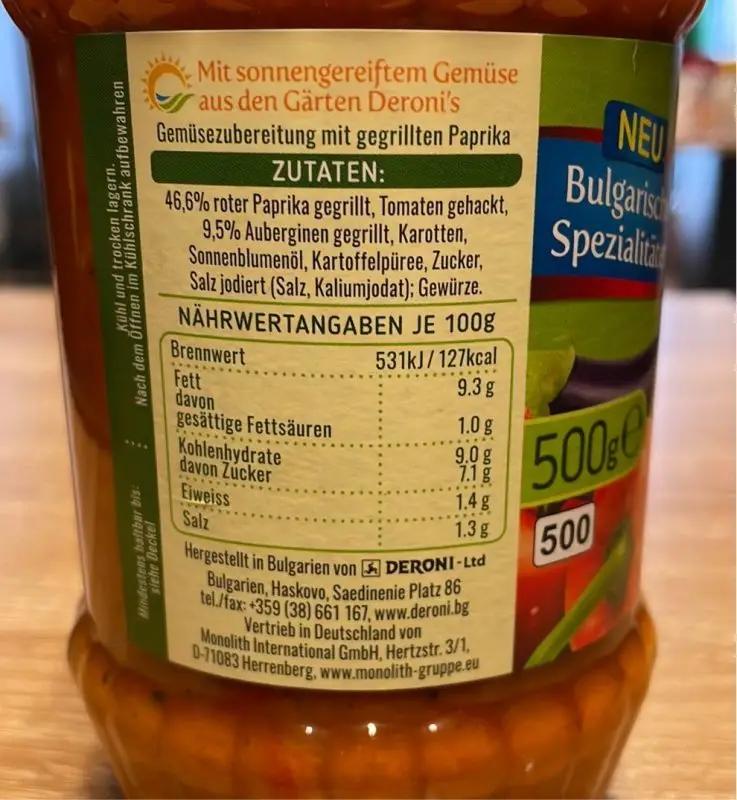 Mit sonnengereiftem Gemüse
aus den Gärten Deroni's
Gemüsezubereitung mit gegrillten Paprika
ZUTATEN:
46,6% roter Paprika gegrillt, Tomaten gehackt,
9,5% Auberginen gegrillt, Karotten,
Sonnenblumenöl, Kartoffelpüree, Zucker,
Salz jodiert (Salz, Kaliumjodat); Gewürze.
NÄHRWERTANGABEN JE 100g
Brennwert 531kJ / 127kcal
Fett 9.3 g
davon
gesättige Fettsäuren 1.0 g
Kohlenhydrate 9.0 g
davon Zucker 7.1 g
Eiweiss 1.4 g
Salz 1.3 g
Hergestellt in Bulgarien von DERONI-Ltd
Bulgarien, Haskovo, Saedinenie Platz 86
tel./fax: +359 (38) 661 167, www.deroni.bg
Vertrieb in Deutschland von
Monolith International GmbH, Hertzstr. 3/1,
D-71083 Herrenberg, www.monolith-gruppe.eu
Kühl und trocken lagern.
Nach dem Öffnen im Kühlschrank aufbewahren
Mindestens haltbar bis:
siehe Deckel
NEU
Bulgarisch
Spezialität
500g e
500